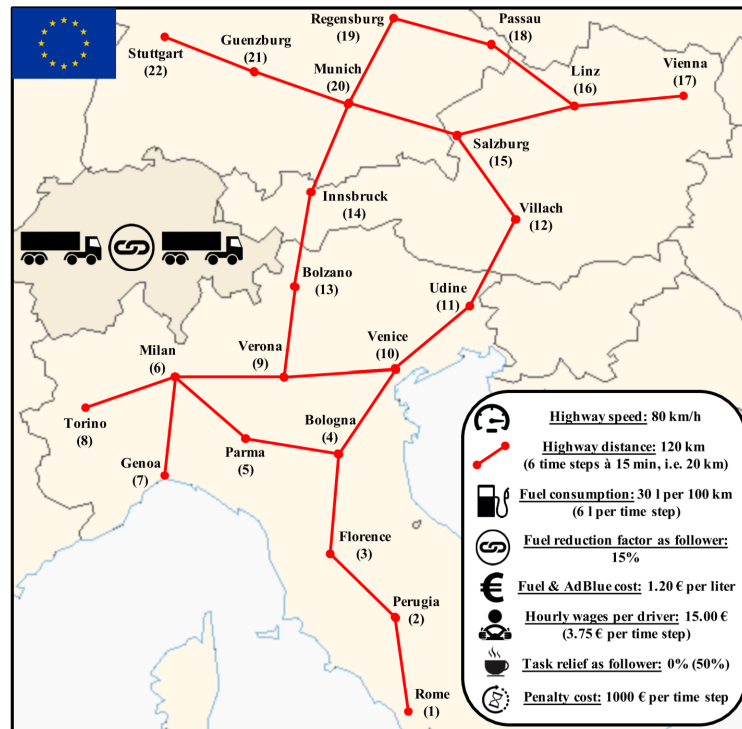 Regensburg
(19)
Passau
(18)
Guenzburg
(21)
Stuttgart
(22)
Munich
(20)
Linz
(16)
Vienna
(17)
Salzburg
(15)
Innsbruck
(14)
Villach
(12)
Bolzano
(13)
Udine
(11)
Venice
(10)
Verona
(9)
Milan
(6)
Torino
(8)
Bologna
(4)
Parma
(5)
Genoa
(7)
Florence
(3)
Perugia
(2)
Rome
(1)
Highway speed: 80 km/h
Highway distance: 120 km
(6 time steps à 15 min, i.e. 20 km)
Fuel consumption: 30 l per 100 km
(6 l per time step)
Fuel reduction factor as follower:
15%
€
Fuel & AdBlue cost: 1.20 € per liter
Hourly wages per driver: 15.00 €
(3.75 € per time step)
Task relief as follower: 0% (50%)
Penalty cost: 1000 € per time step